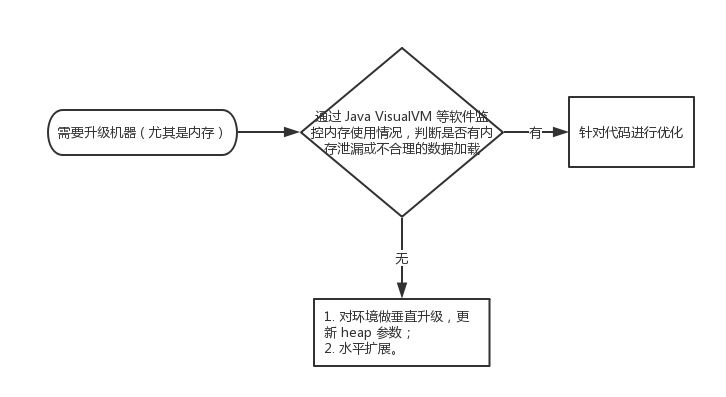 需要升级机器（尤其是内存）
通过 Java VisualVM 等软件监
控内存使用情况，判断是否有内
存泄漏或不合理的数据加载
有
针对代码进行优化
无
1. 对环境做垂直升级，更
新 heap 参数；
2. 水平扩展。